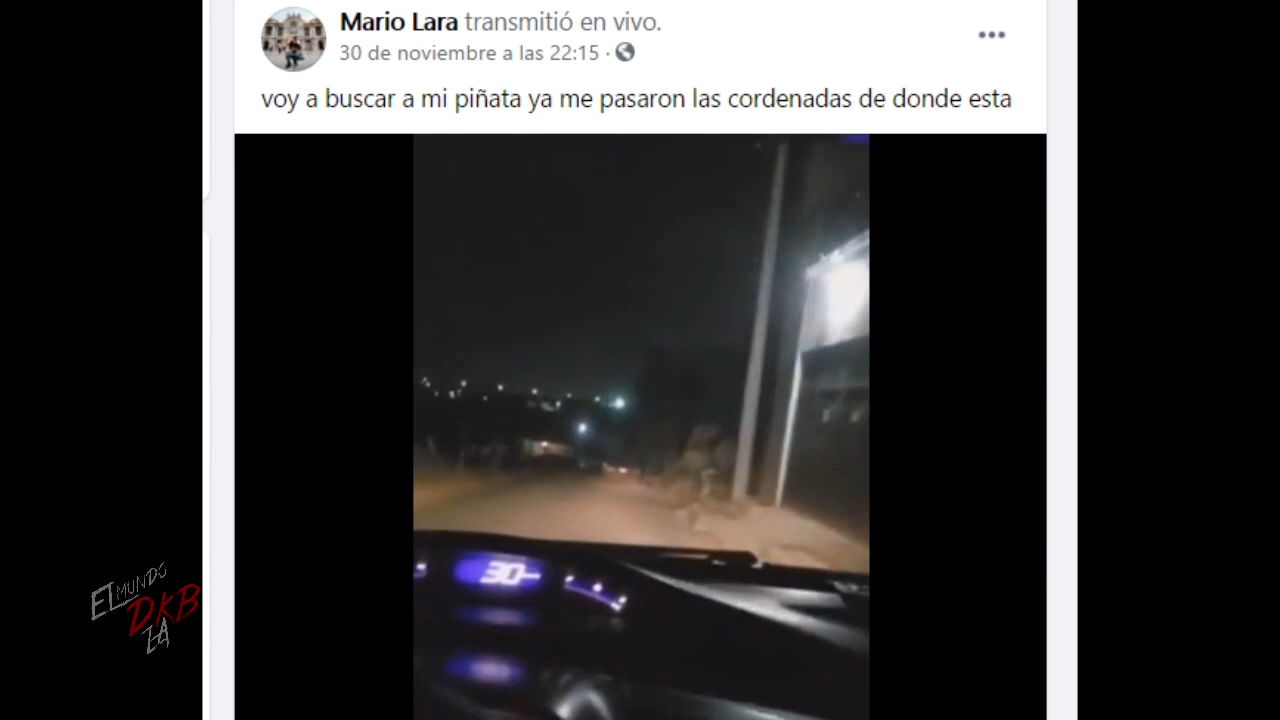 Mario Lara transmitió en vivo.
30 de noviembre a las 22:15 ·
voy a buscar a mi piñata ya me pasaron las cordenadas de donde esta
30
EL MUNDO
DKB
ZA